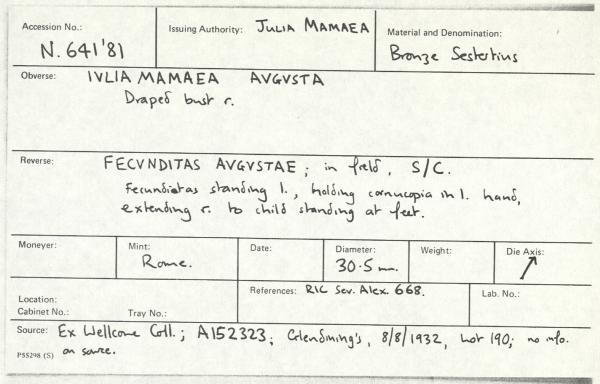 Accession No.: Issuing Authority: JULIA MAMAEA Material and Denomination:
N.641'81 Bronze Sestertius
Obverse: IVLIA MAMAEA AVGVSTA
Draped bust r.
Reverse: FECVNDITAS AVGVSTAE; in field, S/C.
Fecundistas standing l., holding cornucopia in l. hand,
extending r. to child standing at feet.
Moneyer: Mint: Date: Diameter: Weight: Die Axis:
Rome. 30.5 mm.
References: RIC Sev. Alex. 668. Lab. No.:
Location:
Cabinet No.: Tray No.:
Source: Ex Wellcome Coll.; A152323; Glendining's, 8/8/1932, Lot 190; no info.
P55298 (S) on source.